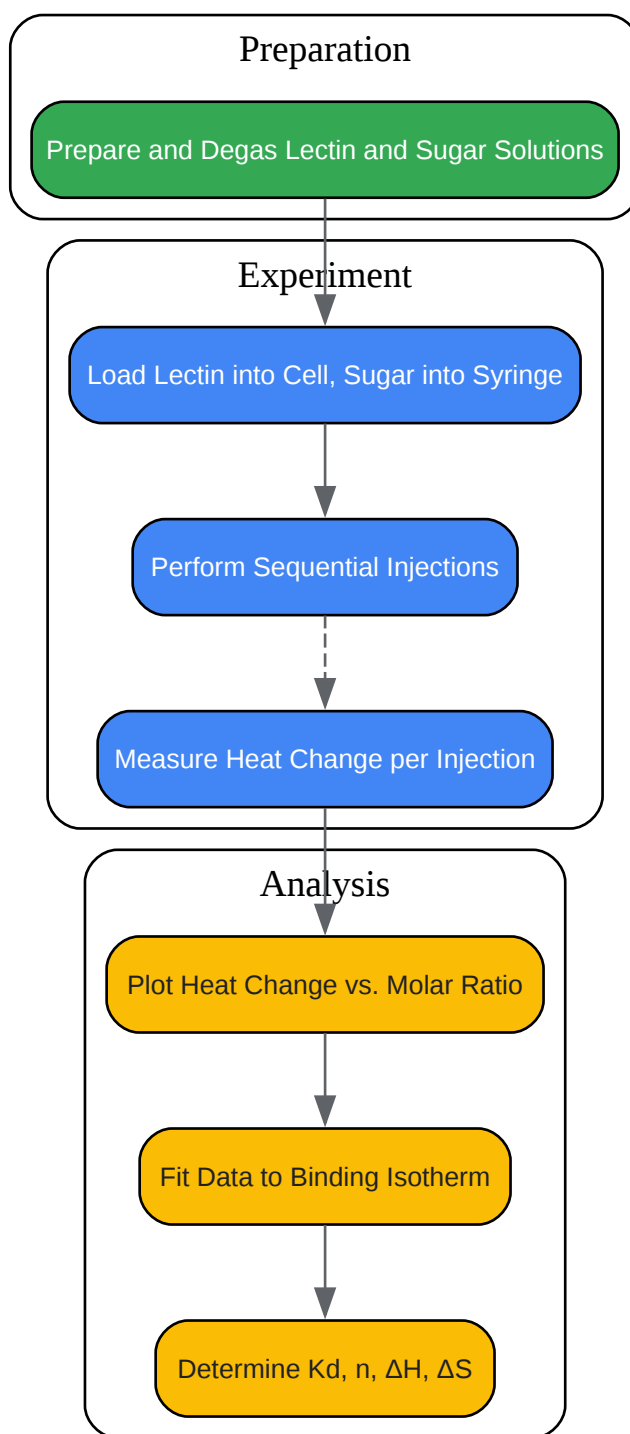 Preparation
Prepare and Degas Lectin and Sugar Solutions
Experiment
Load Lectin into Cell, Sugar into Syringe
Perform Sequential Injections
Measure Heat Change per Injection
Analysis
Plot Heat Change vs. Molar Ratio
Fit Data to Binding Isotherm
Determine Kd, n, ΔH, ΔS